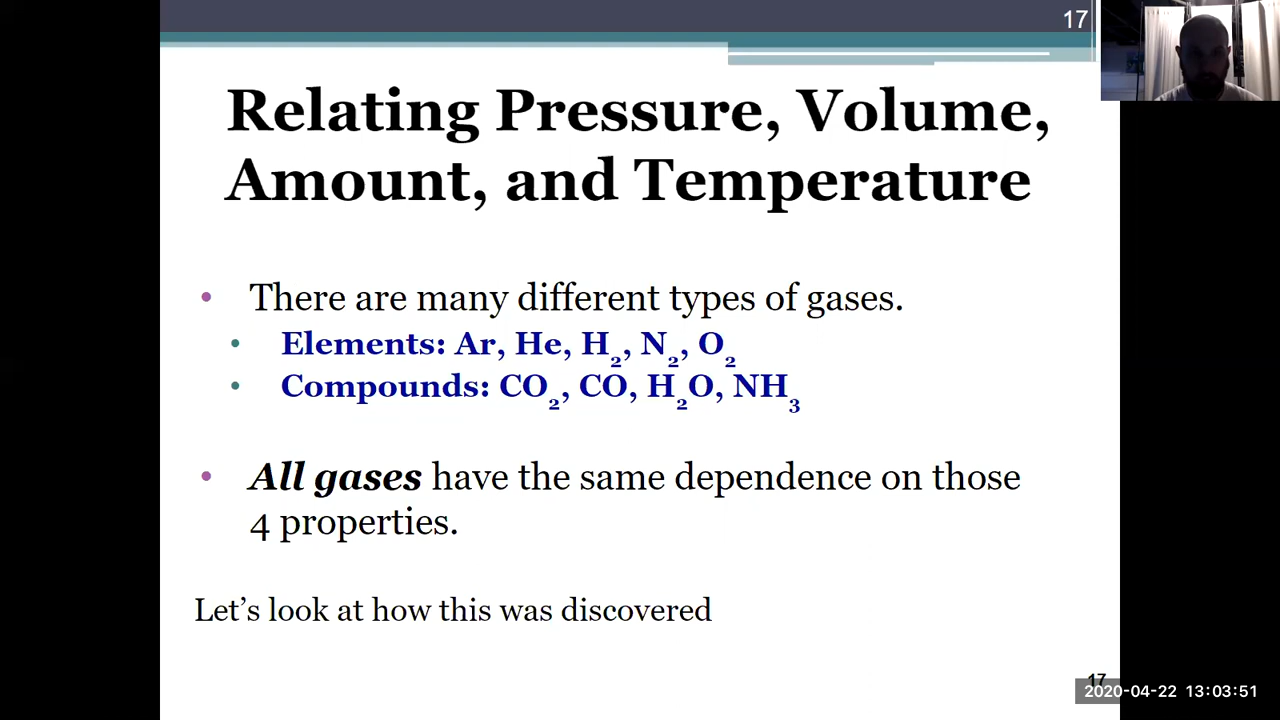 17
Relating Pressure, Volume,
Amount, and Temperature
• There are many different types of gases.
• Elements: Ar, He, H₂, N₂, O₂
• Compounds: CO₂, CO, H₂O, NH₃
• All gases have the same dependence on those
4 properties.
Let’s look at how this was discovered
17
2020-04-22 13:03:51